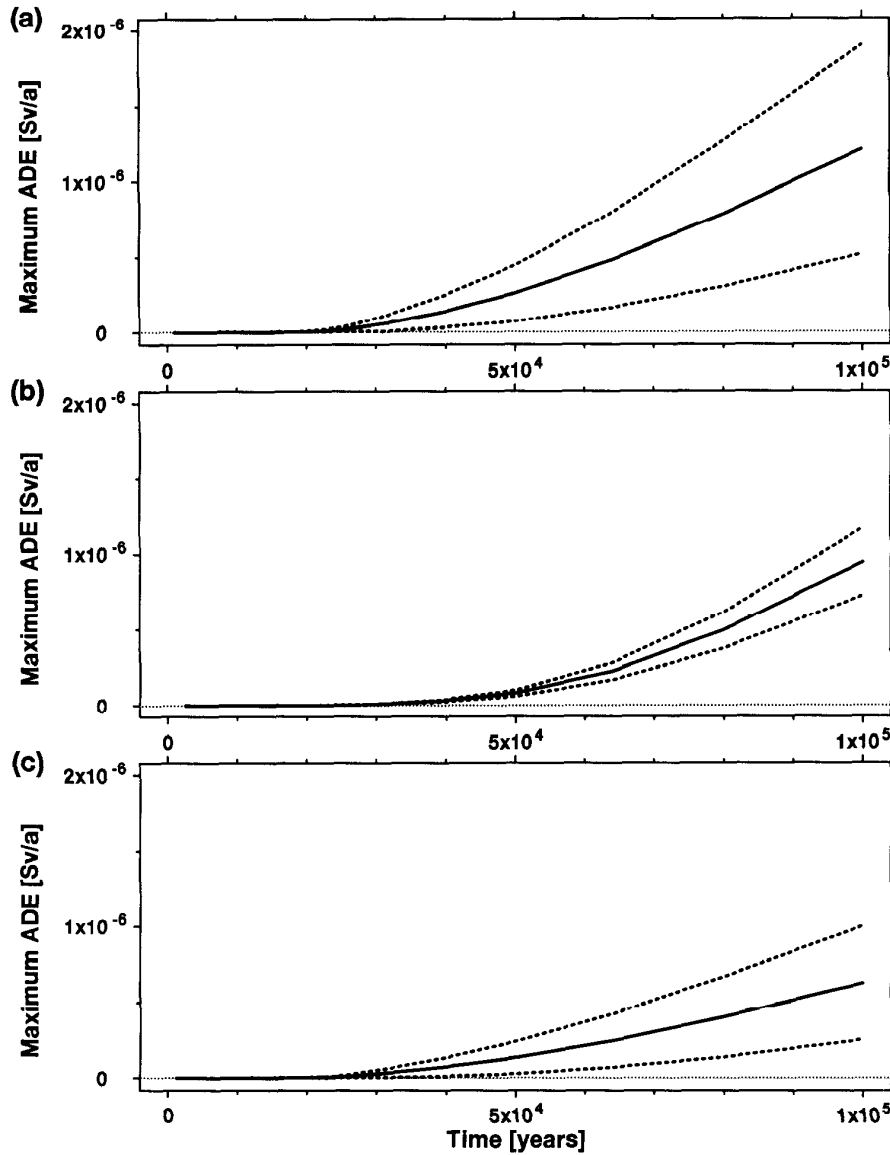 (a)
Maximum ADE [Sv/a]
2x10 -6
1x10 -6
0
0
5x10⁴
1x10⁵
(b)
Maximum ADE [Sv/a]
2x10 -6
1x10 -6
0
0
5x10⁴
1x10⁵
(c)
Maximum ADE [Sv/a]
2x10 -6
1x10 -6
0
0
5x10⁴
1x10⁵
Time [years]